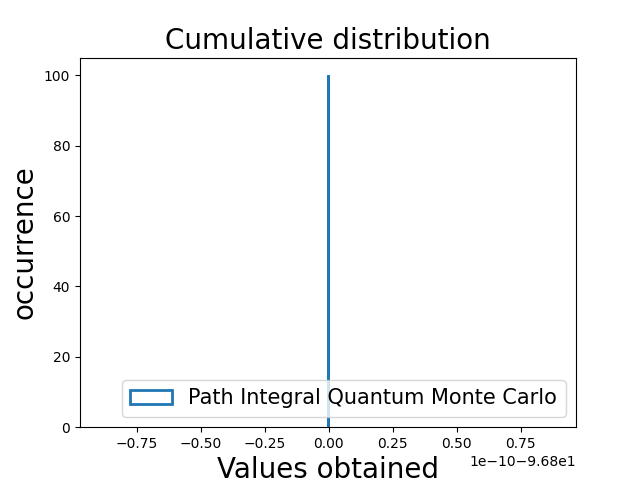 Cumulative distribution
occurrence
100
80
60
40
20
0
Path Integral Quantum Monte Carlo
−0.75 −0.50 −0.25 0.00 0.25 0.50 0.75
1e−10−9.68e1
Values obtained